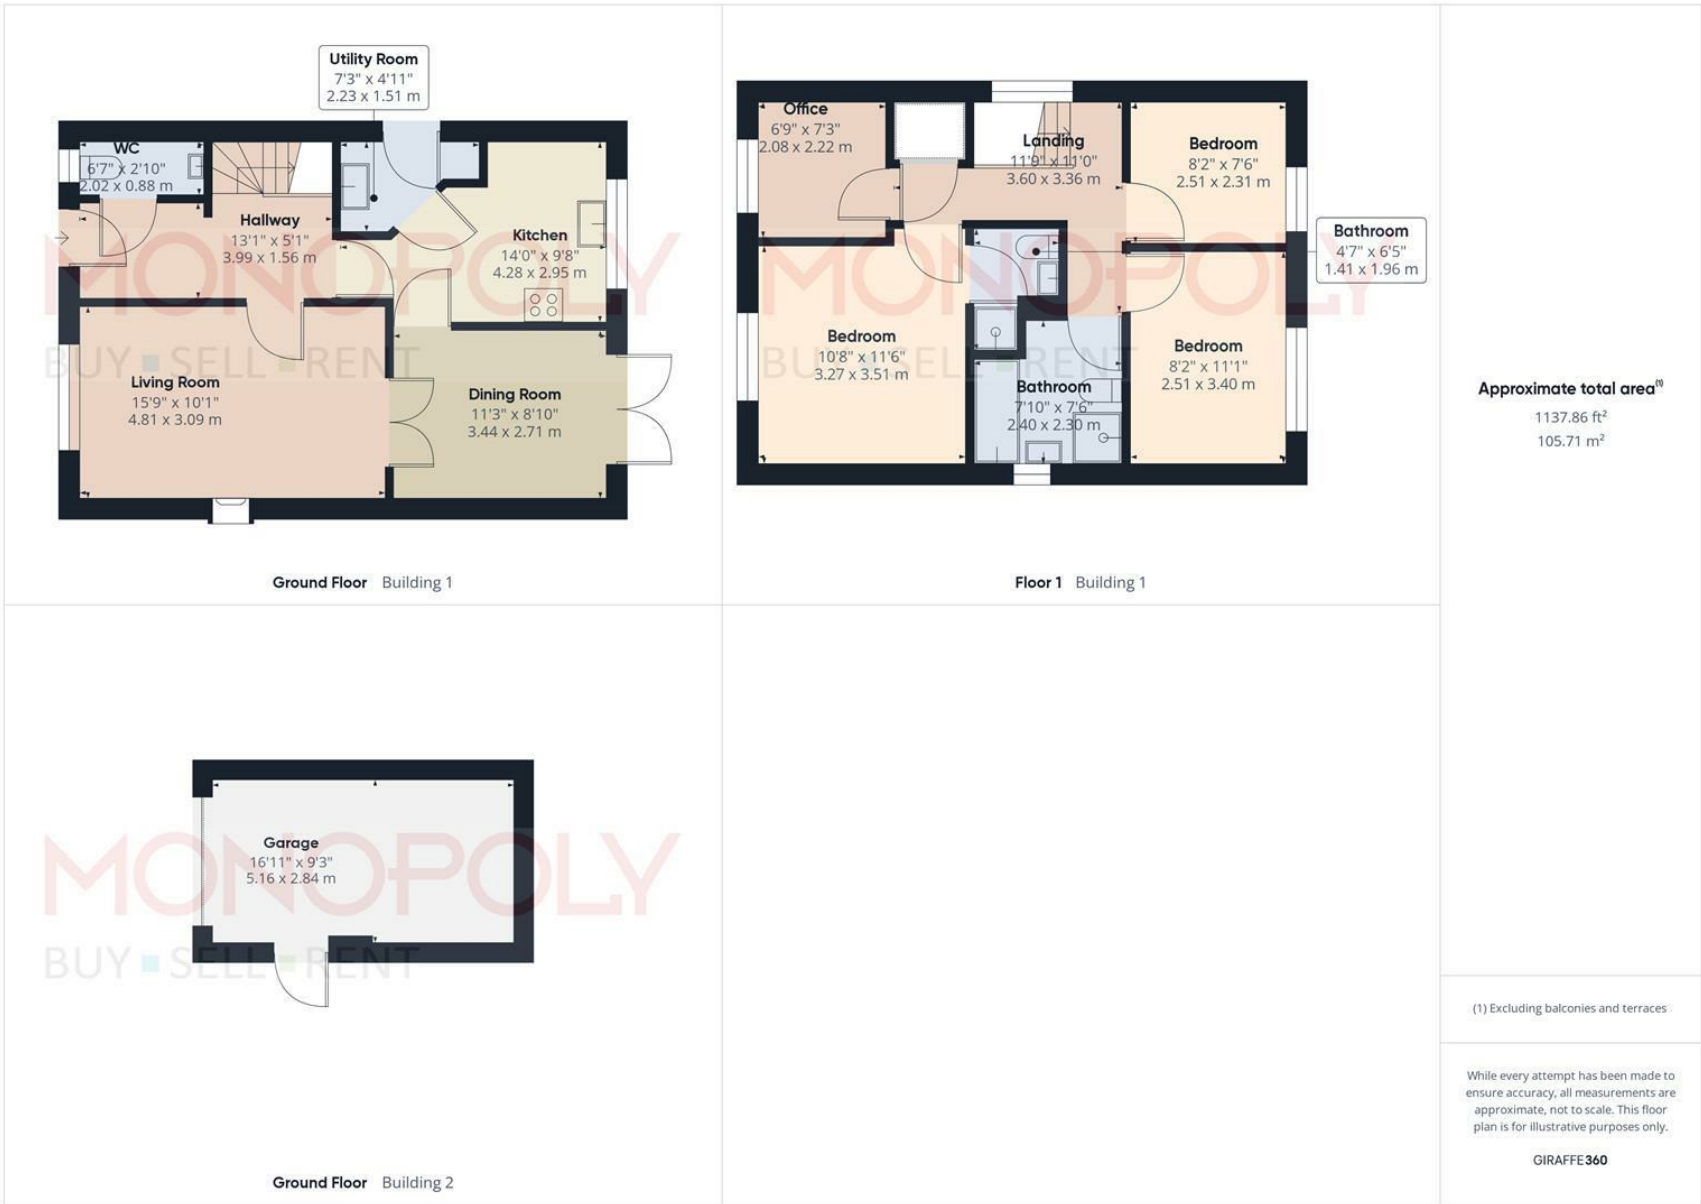 Utility Room
7'3" x 4'11"
2.23 x 1.51 m
WC
6'7" x 2'10"
2.02 x 0.88 m
Hallway
13'1" x 5'1"
3.99 x 1.56 m
Kitchen
14'0" x 9'8"
4.28 x 2.95 m
MONOPOLY
BUY SELL RENT
Living Room
15'9" x 10'1"
4.81 x 3.09 m
Dining Room
11'3" x 8'10"
3.44 x 2.71 m
Ground Floor Building 1
Office
6'9" x 7'3"
2.08 x 2.22 m
Landing
11'9" x 11'0"
3.60 x 3.36 m
Bedroom
8'2" x 7'6"
2.51 x 2.31 m
Bathroom
4'7" x 6'5"
1.41 x 1.96 m
MONOPOLY
BUY SELL RENT
Bedroom
10'8" x 11'6"
3.27 x 3.51 m
Bathroom
7'10" x 7'6"
2.40 x 2.30 m
Bedroom
8'2" x 11'1"
2.51 x 3.40 m
Floor 1 Building 1
Garage
16'11" x 9'3"
5.16 x 2.84 m
MONOPOLY
BUY SELL RENT
Ground Floor Building 2
Approximate total area(1)
1137.86 ft²
105.71 m²
(1) Excluding balconies and terraces
While every attempt has been made to
ensure accuracy, all measurements are
approximate, not to scale. This floor
plan is for illustrative purposes only.
GIRAFFE360